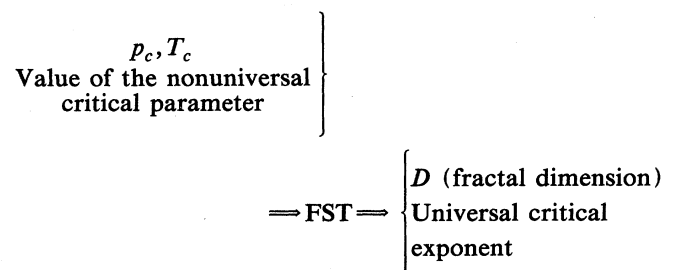 p_c, T_c
Value of the nonuniversal
critical parameter
D (fractal dimension)
⟹ FST ⟹ Universal critical
exponent